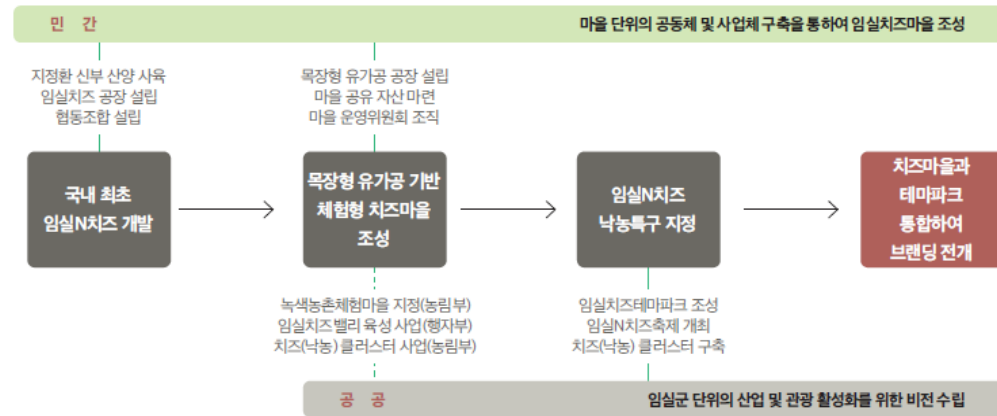 민 간
마을 단위의 공동체 및 사업체 구축을 통하여 임실치즈마을 조성
지정환 신부 산양 사육
임실치즈 공장 설립
협동조합 설립
목장형 유가공 공장 설립
마을 공유 자산 마련
마을 운영위원회 조직
국내 최초
임실N치즈 개발
목장형 유가공 기반
체험형 치즈마을
조성
임실N치즈
낙농특구 지정
치즈마을과
테마파크
통합하여
브랜딩 전개
녹색농촌체험마을 지정(농림부)
임실치즈밸리 육성 사업(행자부)
치즈(낙농) 클러스터 사업(농림부)
임실치즈테마파크 조성
임실N치즈축제 개최
치즈(낙농) 클러스터 구축
공 공
임실군 단위의 산업 및 관광 활성화를 위한 비전 수립